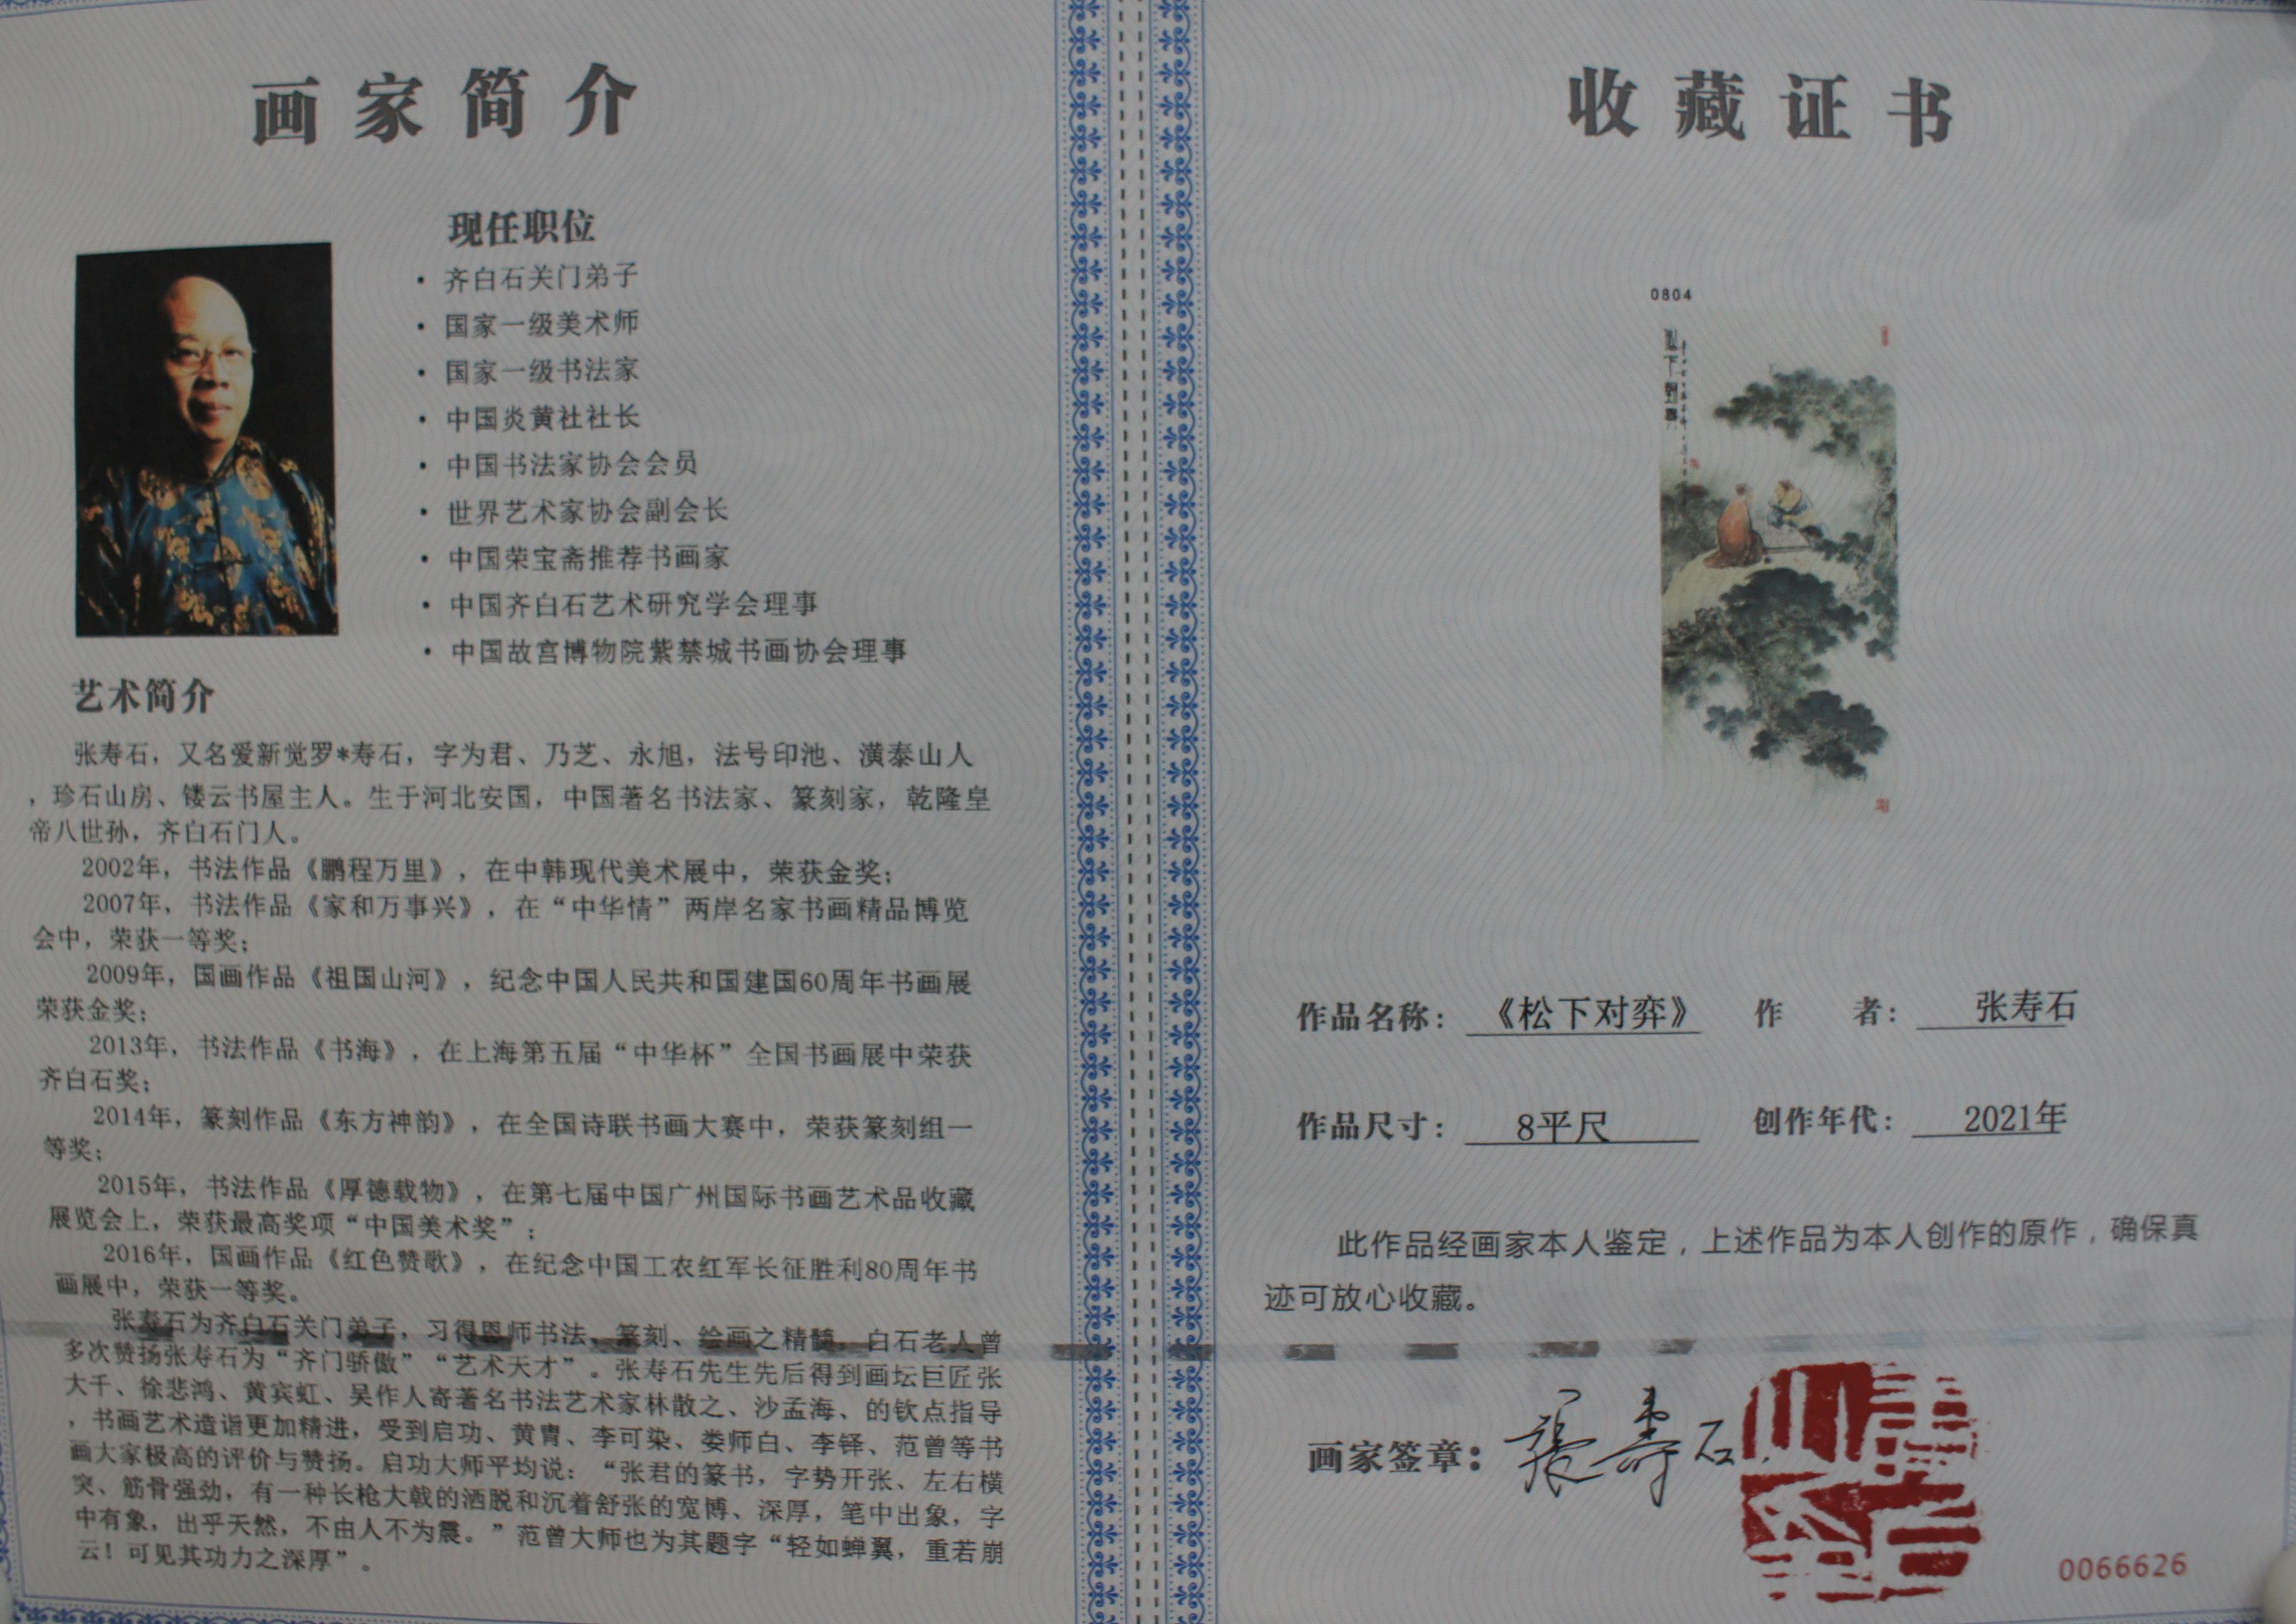 画家简介
现任职位
· 齐白石关门弟子
· 国家一级美术师
· 国家一级书法家
· 中国炎黄社社长
· 中国书法家协会会员
· 世界艺术家协会副会长
· 中国荣宝斋推荐书画家
· 中国齐白石艺术研究学会理事
· 中国故宫博物院紫禁城书画协会理事
艺术简介
张寿石，又名爱新觉罗*寿石，字为君、乃芝、永旭，法号印池、潢泰山人
，珍石山房、镂云书屋主人。生于河北安国，中国著名书法家、篆刻家，乾隆皇
帝八世孙，齐白石门人。
2002年，书法作品《鹏程万里》，在中韩现代美术展中，荣获金奖；
2007年，书法作品《家和万事兴》，在“中华情”两岸名家书画精品博览
会中，荣获一等奖；
2009年，国画作品《祖国山河》，纪念中国人民共和国建国60周年书画展
荣获金奖；
2013年，书法作品《书海》，在上海第五届“中华杯”全国书画展中荣获
齐白石奖；
2014年，篆刻作品《东方神韵》，在全国诗联书画大赛中，荣获篆刻组一
等奖；
2015年，书法作品《厚德载物》，在第七届中国广州国际书画艺术品收藏
展览会上，荣获最高奖项“中国美术奖”；
2016年，国画作品《红色赞歌》，在纪念中国工农红军长征胜利80周年书
画展中，荣获一等奖。
张寿石为齐白石关门弟子，习得恩师书法、篆刻、绘画之精髓，白石老人曾
多次赞扬张寿石为“齐门骄傲”“艺术天才”。张寿石先生先后得到画坛巨匠张
大千、徐悲鸿、黄宾虹、吴作人寄著名书法艺术家林散之、沙孟海、的钦点指导
，书画艺术造诣更加精进，受到启功、黄胄、李可染、娄师白、李铎、范曾等书
画大家极高的评价与赞扬。启功大师平均说：“张君的篆书，字势开张、左右横
突、筋骨强劲，有一种长枪大戟的洒脱和沉着舒张的宽博、深厚，笔中出象，字
中有象，出乎天然，不由人不为震。”范曾大师也为其题字“轻如蝉翼，重若崩
云！可见其功力之深厚”。
收藏证书
0804
松下对弈
作品名称：《松下对弈》 作 者：张寿石
作品尺寸：8平尺 创作年代：2021年
此作品经画家本人鉴定，上述作品为本人创作的原作，确保真
迹可放心收藏。
画家签章：張寿石
0066626